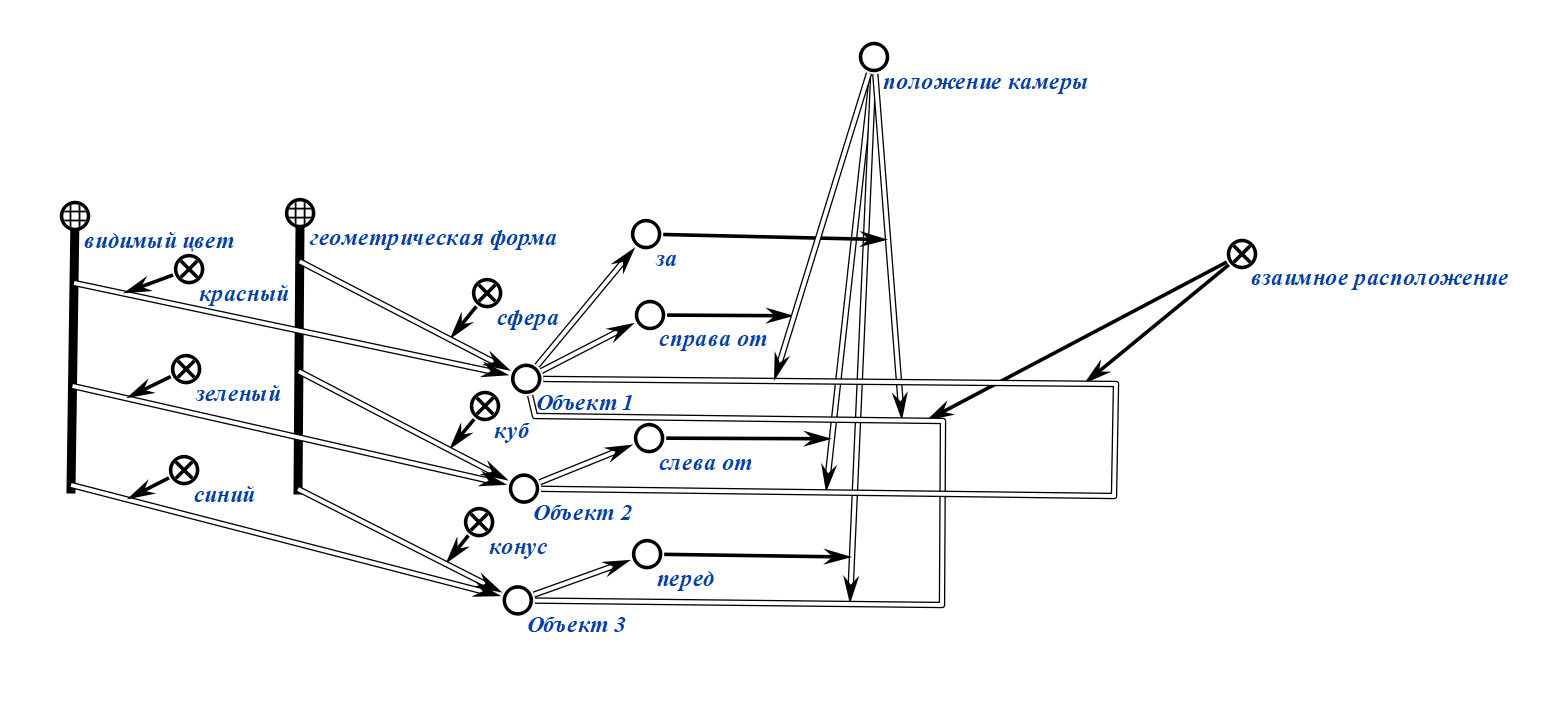 положение камеры
видимый цвет
геометрическая форма
за
взаимное расположение
красный
сфера
справа от
зеленый
Объект 1
куб
слева от
синий
Объект 2
конус
перед
Объект 3